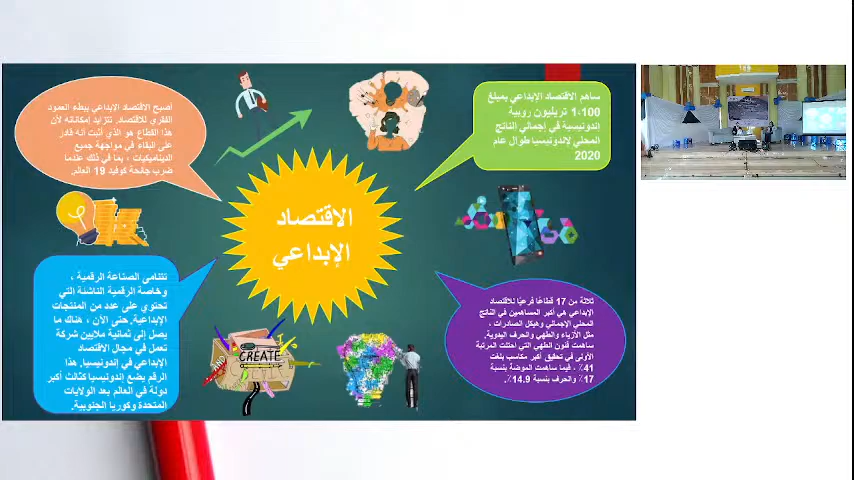 الاقتصاد
الإبداعي
ساهم الاقتصاد الإبداعي بمبلغ
1،100 تريليون روبية
إندونيسية في إجمالي الناتج
المحلي لإندونيسيا طوال عام
2020
أصبح الاقتصاد الإبداعي ببطء العمود
الفقري للاقتصاد. تتزايد إمكاناته لأن
هذا القطاع هو الذي أثبت أنه قادر
على البقاء في مواجهة جميع
الديناميكيات ، بما في ذلك عندما
ضرب جائحة كوفيد 19 العالم.
ثلاثة من 17 قطاعًا فرعيًا للاقتصاد
الإبداعي هي أكبر المساهمين في الناتج
المحلي الإجمالي وهيكل الصادرات ،
مثل الأزياء والطهي والحرف اليدوية.
ساهمت فنون الطهي التي احتلت المرتبة
الأولى في تحقيق أكبر مكاسب بلغت
41٪ ، فيما ساهمت الموضة بنسبة
17٪ والحرف بنسبة 14.9٪.
تتنامى الصناعة الرقمية ،
وخاصة الرقمية الناشئة التي
تحتوي على عدد من المنتجات
الإبداعية. حتى الآن ، هناك ما
يصل إلى ثمانية ملايين شركة
تعمل في مجال الاقتصاد
الإبداعي في إندونيسيا. هذا
الرقم يضع إندونيسيا كثالث أكبر
دولة في العالم بعد الولايات
المتحدة وكوريا الجنوبية.
CREATE